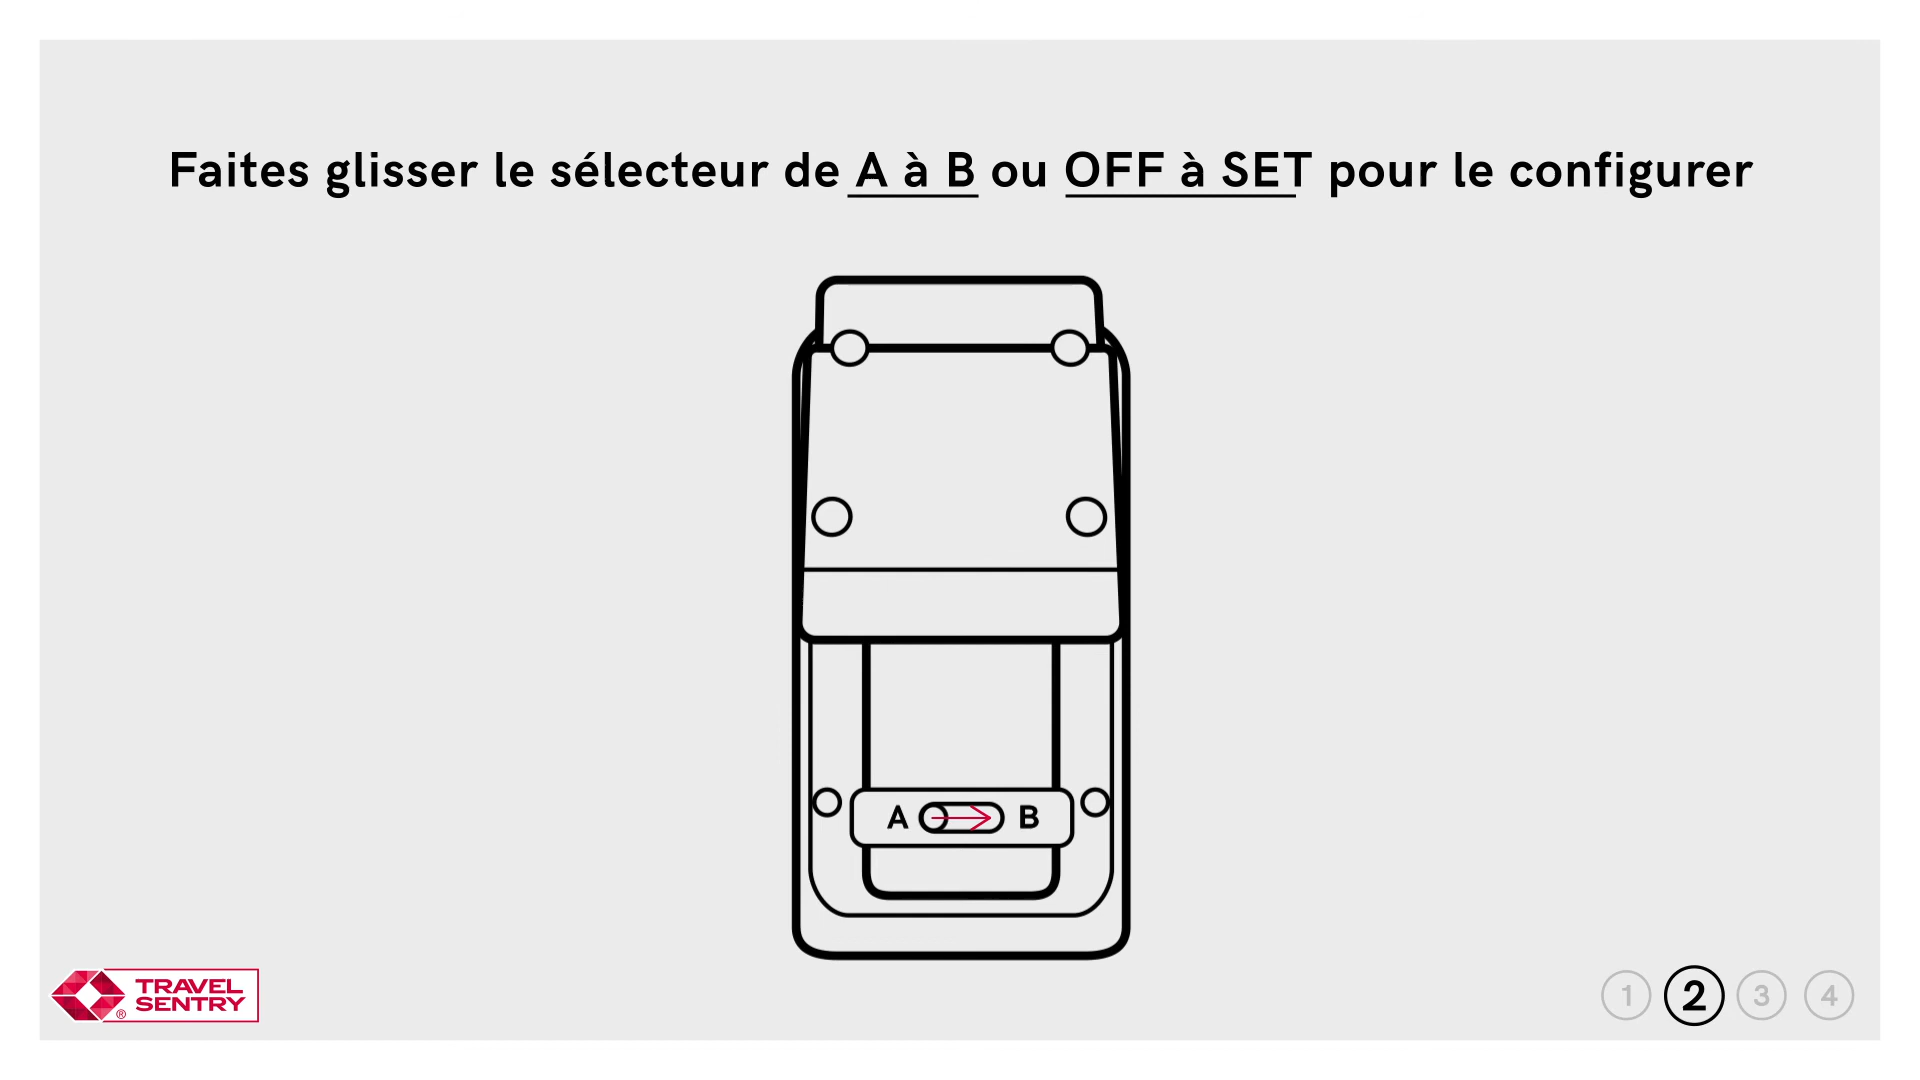 Faites glisser le sélecteur de A à B ou OFF à SET pour le configurer
A B
TRAVEL
SENTRY
®
1 2 3 4